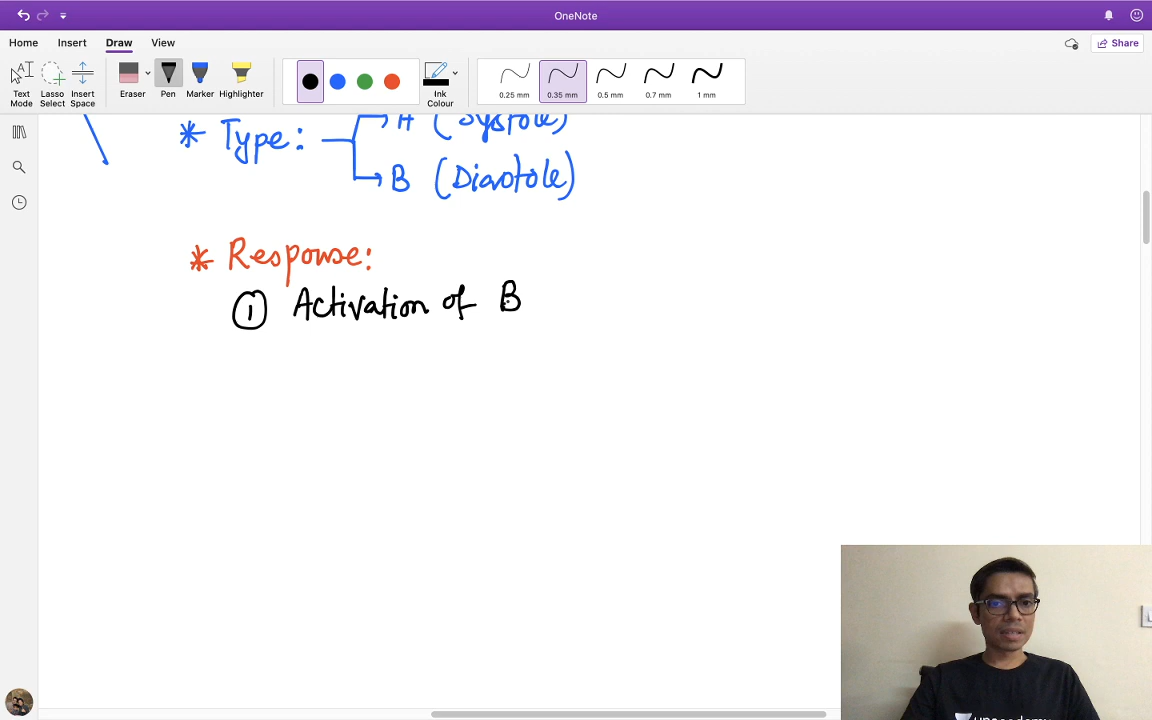 OneNote
Home Insert Draw View Share
Text Mode Lasso Select Insert Space Eraser Pen Marker Highlighter Ink Colour 0.25 mm 0.35 mm 0.5 mm 0.7 mm 1 mm
A (Systole)
* Type:
B (Diastole)
* Response:
① Activation of B